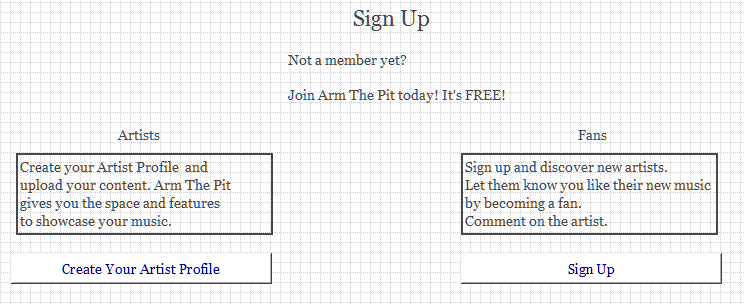 Sign Up
Not a member yet?
Join Arm The Pit today! It's FREE!
Artists
Create your Artist Profile and
upload your content. Arm The Pit
gives you the space and features
to showcase your music.
Create Your Artist Profile
Fans
Sign up and discover new artists.
Let them know you like their new music
by becoming a fan.
Comment on the artist.
Sign Up